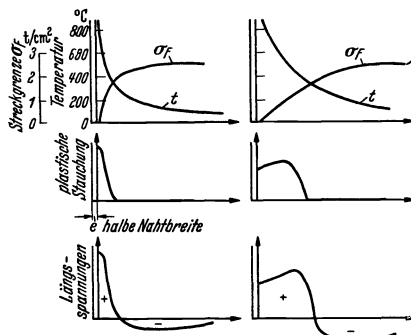 °C
t/cm²
800
600
400
200
0
3
2
1
0
Streckgrenze σF
Temperatur
σF
t
σF
t
plastische
Stauchung
e halbe Nahtbreite
Längs-
spannungen
+
−
+
−